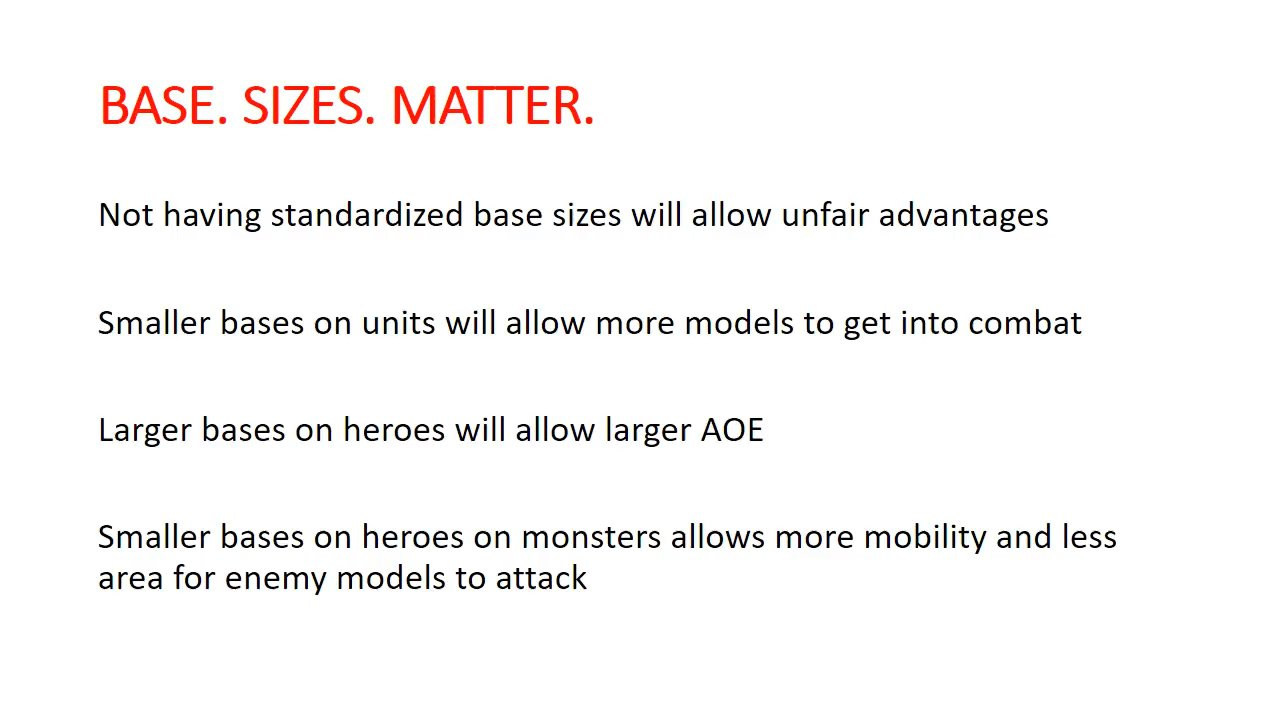 BASE. SIZES. MATTER.
Not having standardized base sizes will allow unfair advantages
Smaller bases on units will allow more models to get into combat
Larger bases on heroes will allow larger AOE
Smaller bases on heroes on monsters allows more mobility and less
area for enemy models to attack